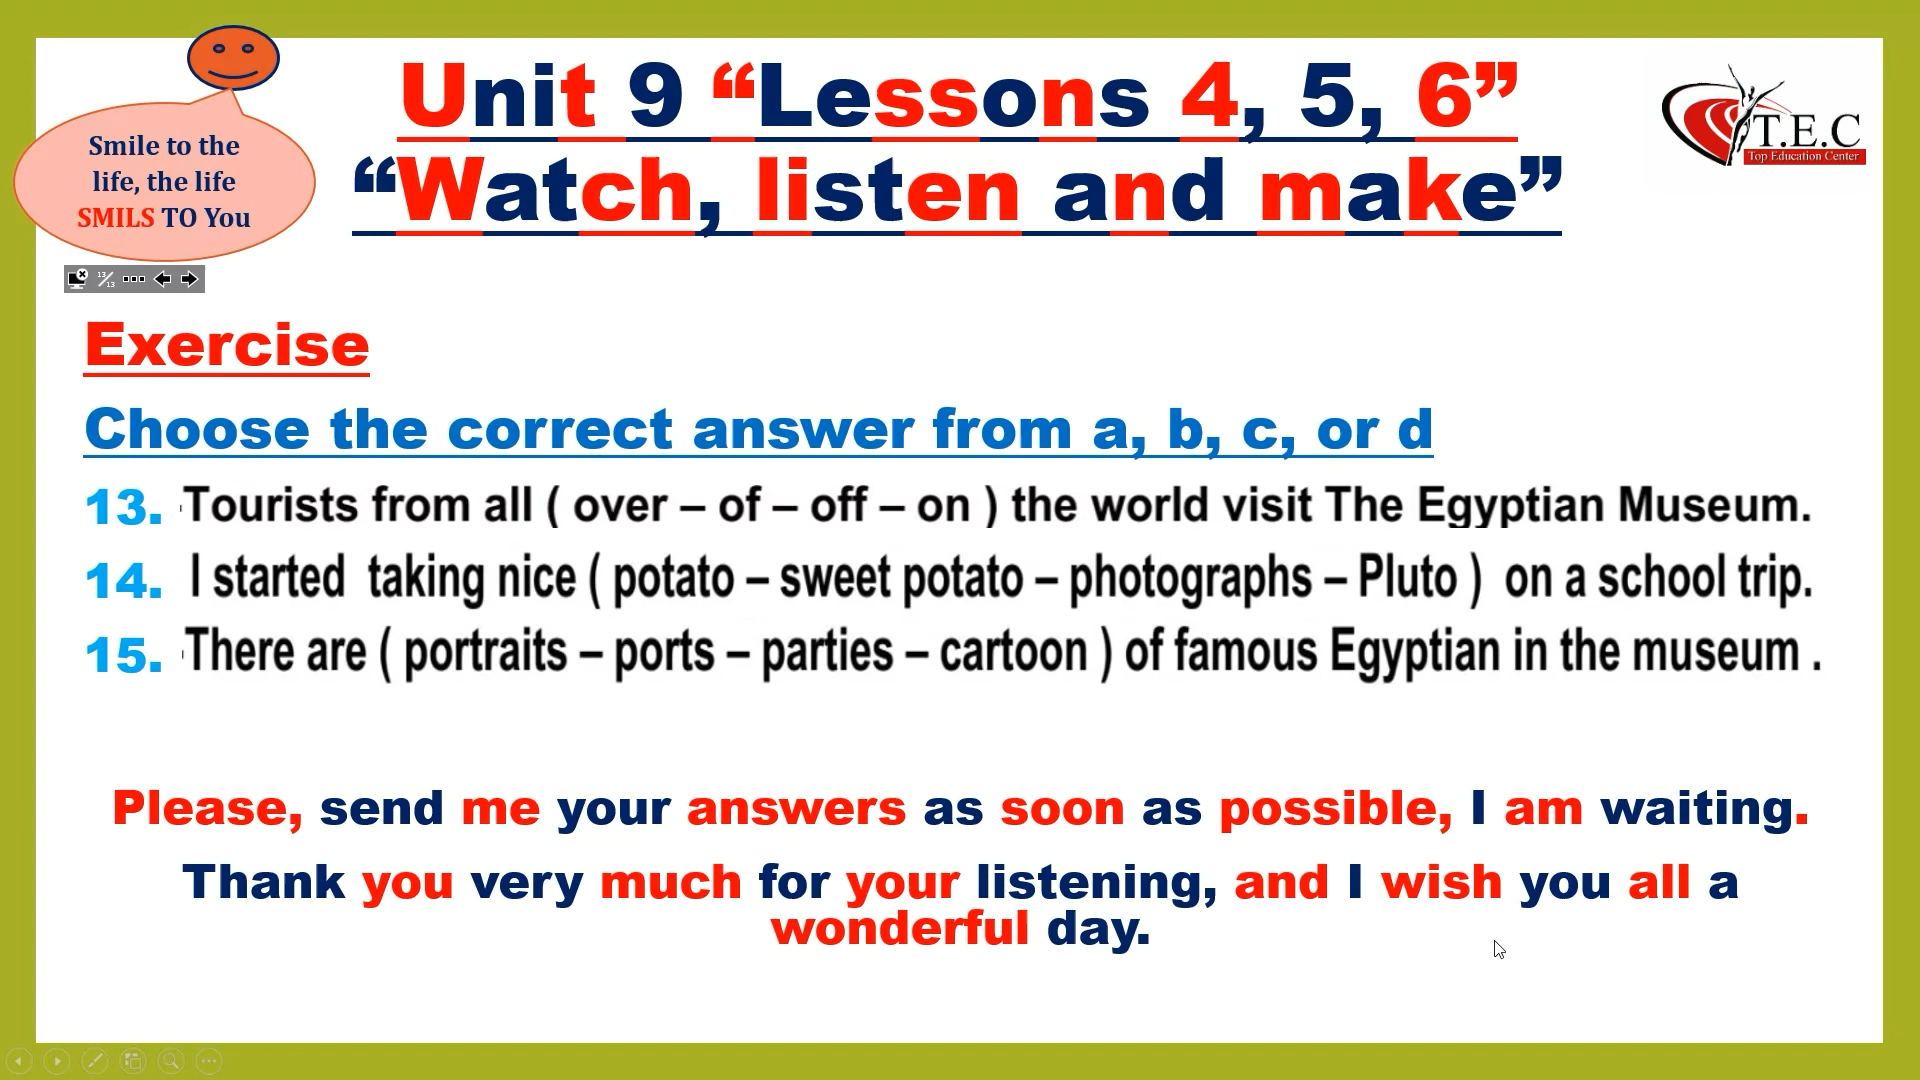 Unit 9 “Lessons 4, 5, 6”
“Watch, listen and make”
Smile to the
life, the life
SMILS TO You
T.E.C
Top Education Center
13/13
Exercise
Choose the correct answer from a, b, c, or d
13. Tourists from all ( over – of – off – on ) the world visit The Egyptian Museum.
14. I started taking nice ( potato – sweet potato – photographs – Pluto ) on a school trip.
15. There are ( portraits – ports – parties – cartoon ) of famous Egyptian in the museum .
Please, send me your answers as soon as possible, I am waiting.
Thank you very much for your listening, and I wish you all a
wonderful day.